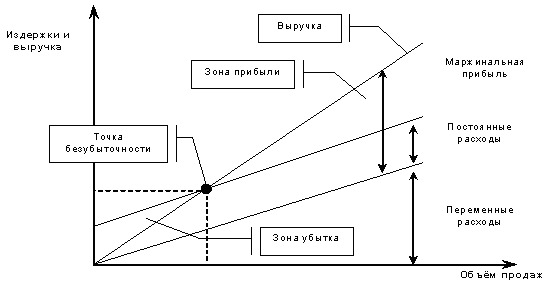 Издержки и
выручка
Выручка
Зона прибыли
Маржинальная
прибыль
Точка
безубыточности
Постоянные
расходы
Переменные
расходы
Зона убытка
Объём продаж